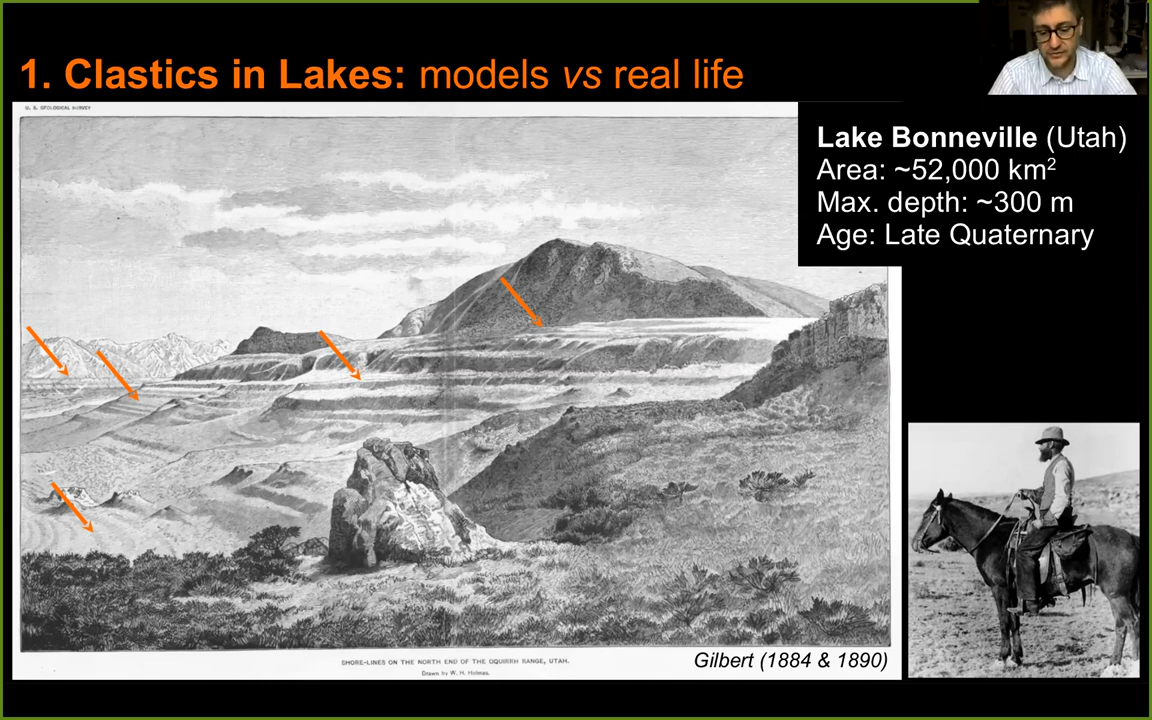 1. Clastics in Lakes: models vs real life
U. S. GEOLOGICAL SURVEY
Lake Bonneville (Utah)
Area: ~52,000 km²
Max. depth: ~300 m
Age: Late Quaternary
SHORE-LINES ON THE NORTH END OF THE OQUIRRH RANGE, UTAH.
Drawn by W. H. Holmes.
Gilbert (1884 & 1890)